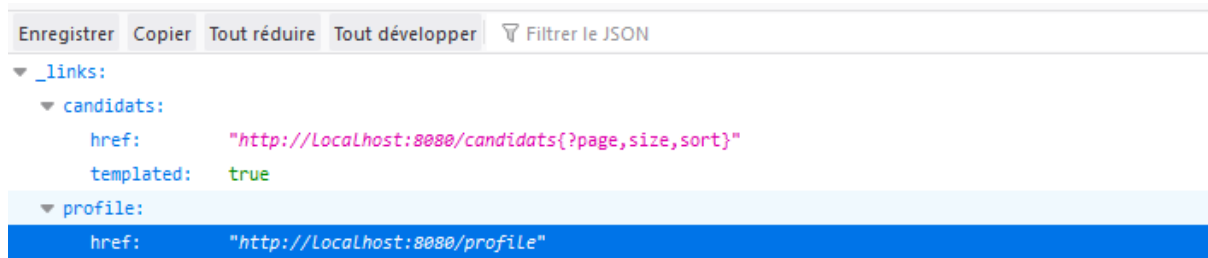 Enregistrer Copier Tout réduire Tout développer Filtrer le JSON
_links:
candidats:
href: "http://localhost:8080/candidats{?page,size,sort}"
templated: true
profile:
href: "http://localhost:8080/profile"